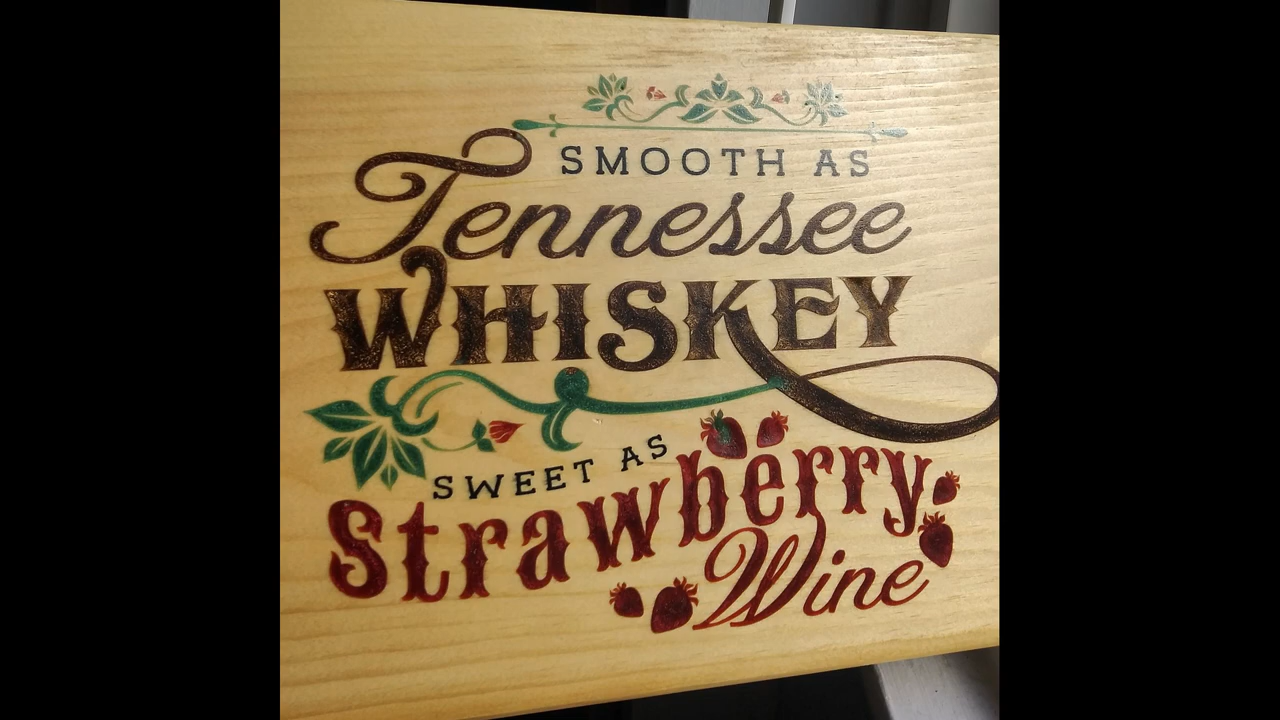 SMOOTH AS
Tennessee
WHISKEY
SWEET AS
Strawberry
Wine